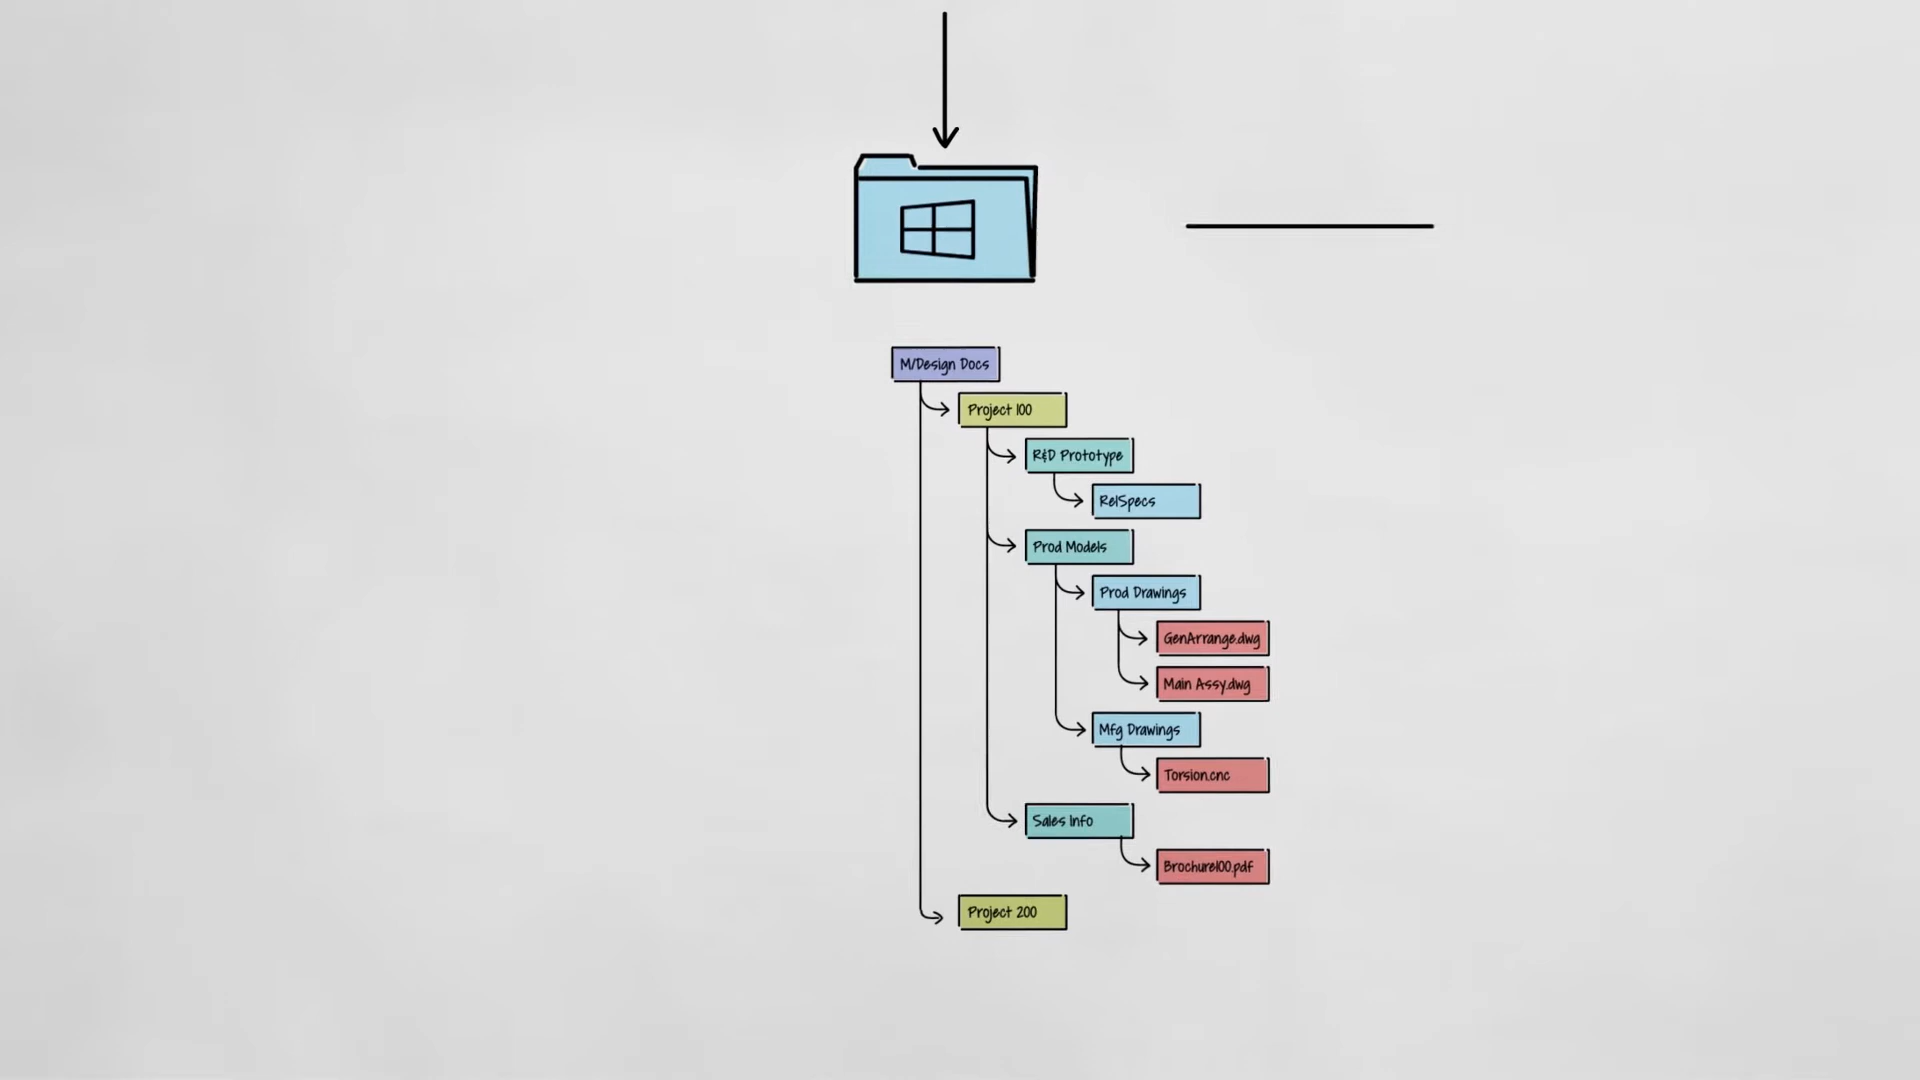 M/Design Docs
Project 100
R&D Prototype
RelSpecs
Prod Models
Prod Drawings
GenArrange.dwg
Main Assy.dwg
Mfg Drawings
Torsion.cnc
Sales Info
Brochure100.pdf
Project 200